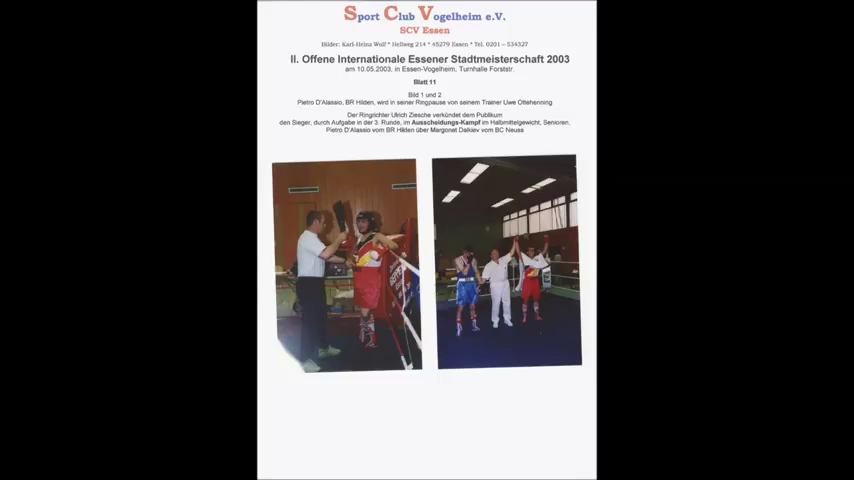 Sport Club Vogelheim e.V.
SCV Essen
Bilder: Karl-Heinz Wolf * Hellweg 214 * 45279 Essen * Tel. 0201 – 534327
II. Offene Internationale Essener Stadtmeisterschaft 2003
am 10.05.2003, in Essen-Vogelheim, Turnhalle Forststr.
Blatt 11
Bild 1 und 2
Pietro D'Alassio, BR Hilden, wird in seiner Ringpause von seinem Trainer Uwe Ottehenning
Der Ringrichter Ulrich Ziesche verkündet dem Publikum
den Sieger, durch Aufgabe in der 3. Runde, im Ausscheidungs-Kampf im Halbmittelgewicht, Senioren.
Pietro D'Alassio vom BR Hilden über Margonet Dalkiev vom BC Neuss